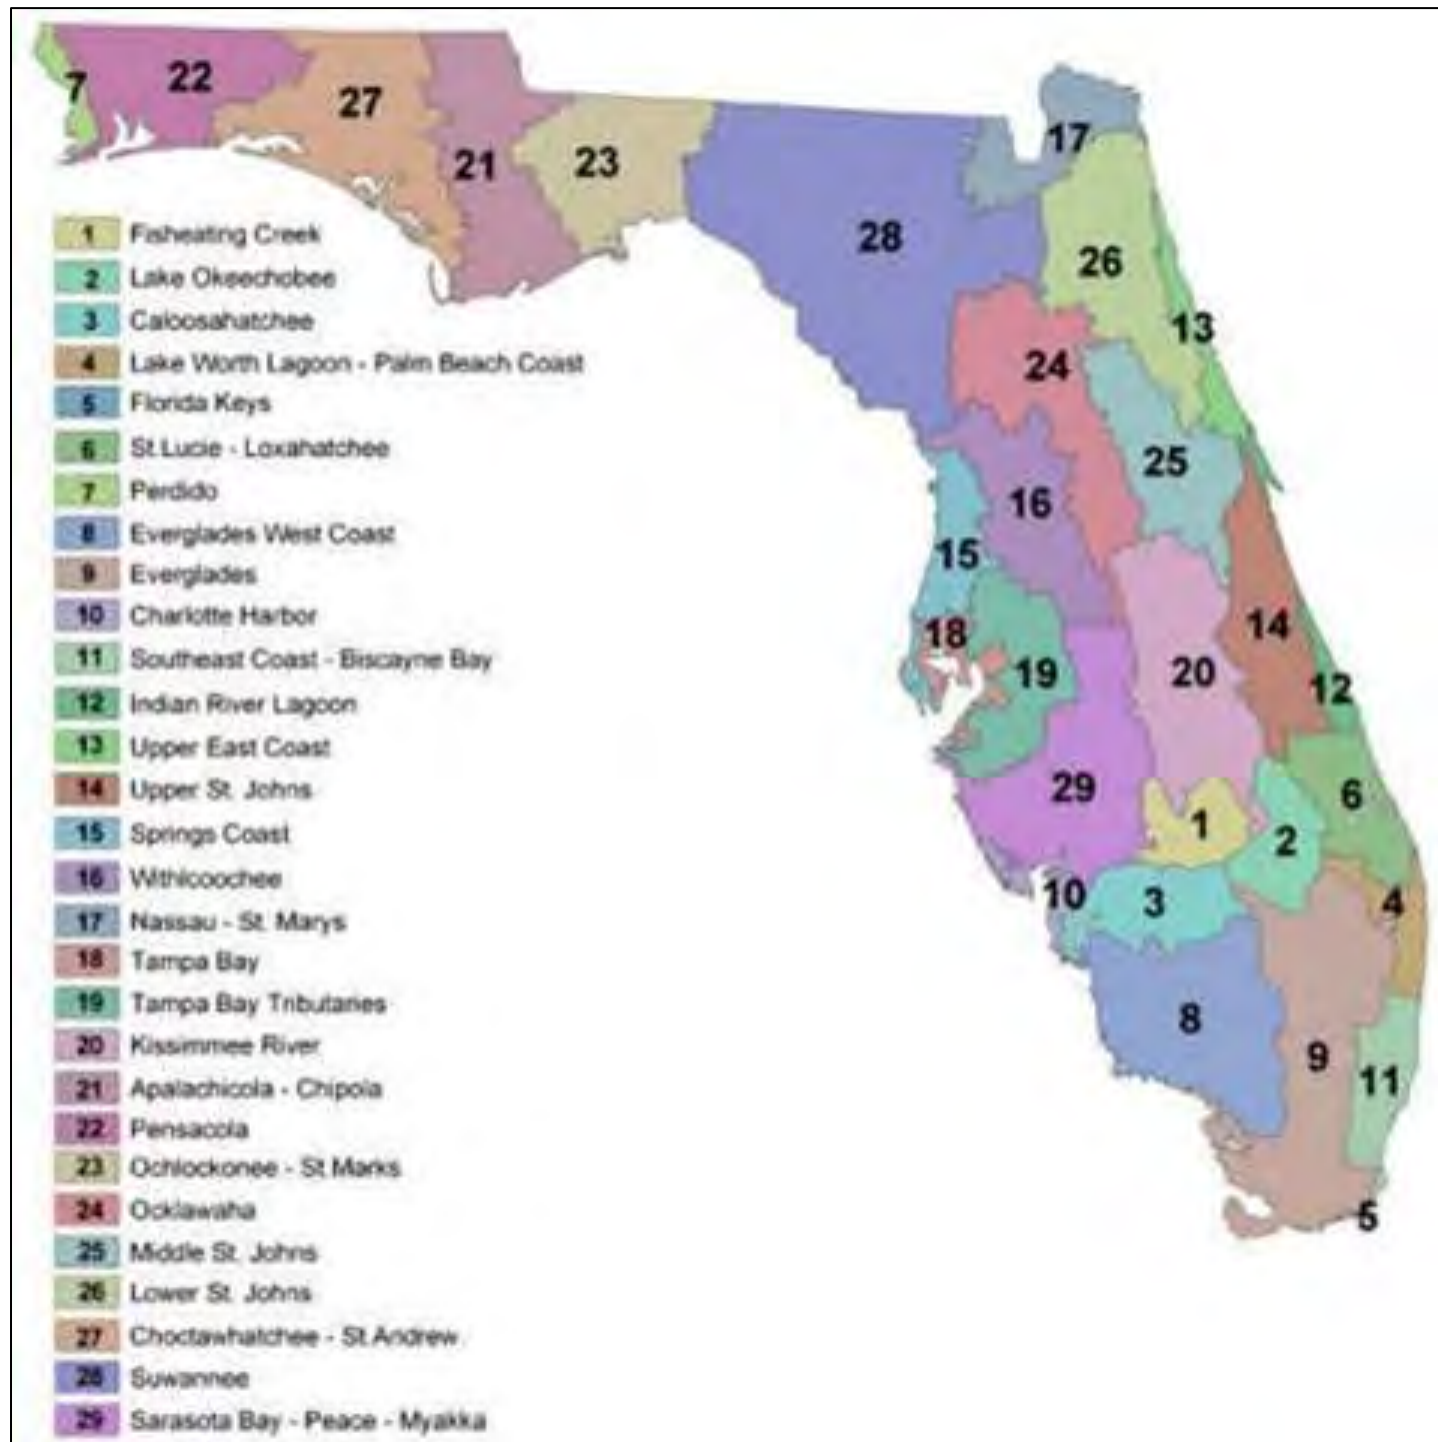 7
22
27
21
23
28
17
26
13
24
25
16
15
18
19
14
20
12
29
1
2
6
10
3
4
8
9
11
5
1 Fisheating Creek
2 Lake Okeechobee
3 Caloosahatchee
4 Lake Worth Lagoon - Palm Beach Coast
5 Florida Keys
6 St.Lucie - Loxahatchee
7 Perdido
8 Everglades West Coast
9 Everglades
10 Charlotte Harbor
11 Southeast Coast - Biscayne Bay
12 Indian River Lagoon
13 Upper East Coast
14 Upper St. Johns
15 Springs Coast
16 Withlcoochee
17 Nassau - St. Marys
18 Tampa Bay
19 Tampa Bay Tributaries
20 Kissimmee River
21 Apalachicola - Chipola
22 Pensacola
23 Ochlockonee - St.Marks
24 Ocklawaha
25 Middle St. Johns
26 Lower St. Johns
27 Choctawhatchee - St.Andrew
28 Suwannee
29 Sarasota Bay - Peace - Myakka